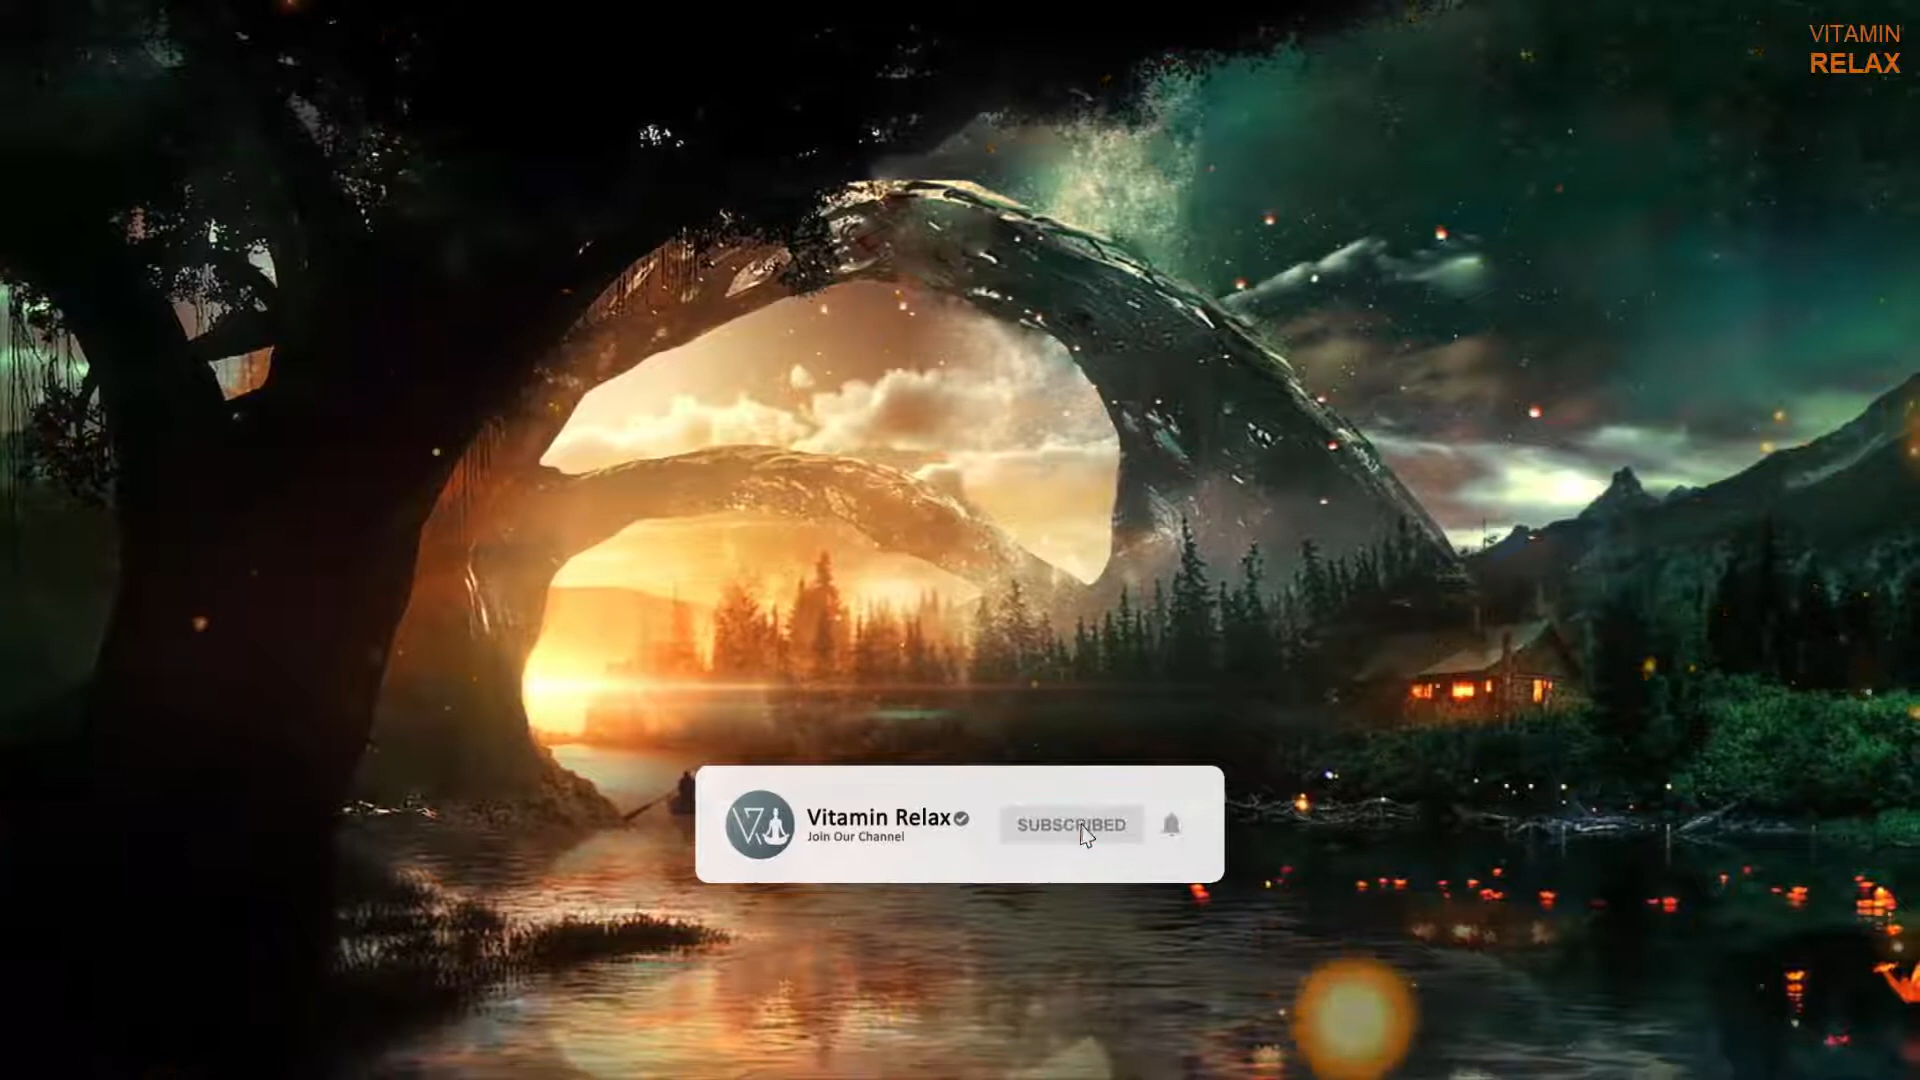 VITAMIN
RELAX
Vitamin Relax
Join Our Channel
SUBSCRIBED